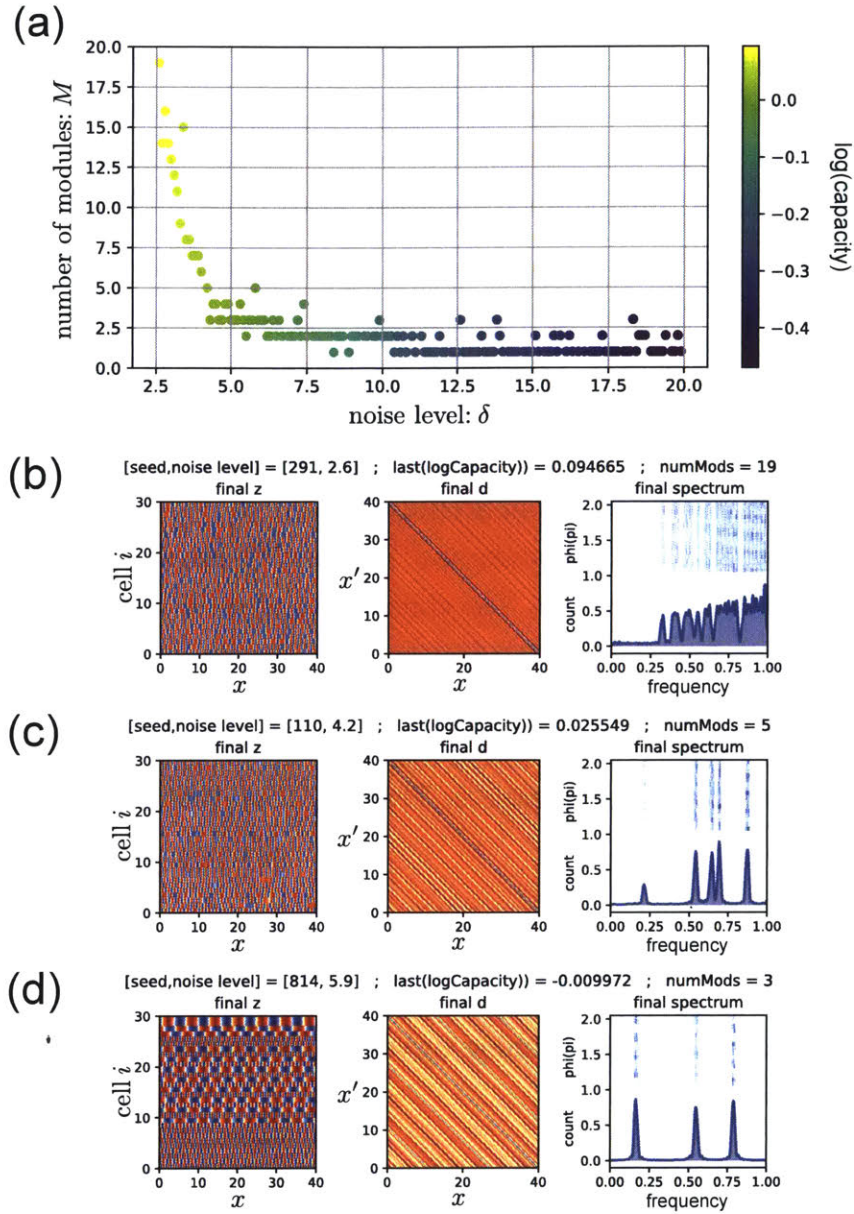 (a)
20.0
17.5
15.0
12.5
10.0
7.5
5.0
2.5
0.0
number of modules: M
2.5 5.0 7.5 10.0 12.5 15.0 17.5 20.0
noise level: δ
0.0
−0.1
−0.2
−0.3
−0.4
log(capacity)
(b)
[seed,noise level] = [291, 2.6] ; last(logCapacity)) = 0.094665 ; numMods = 19
final z final d final spectrum
30
20
10
0
cell i
0 10 20 30 40
x
40
30
20
10
0
x′
0 10 20 30 40
x
2.0
1.5
1.0
0.5
0.0
phi(pi)
count
0.00 0.25 0.50 0.75 1.00
frequency
(c)
[seed,noise level] = [110, 4.2] ; last(logCapacity)) = 0.025549 ; numMods = 5
final z final d final spectrum
30
20
10
0
cell i
0 10 20 30 40
x
40
30
20
10
0
x′
0 10 20 30 40
x
2.0
1.5
1.0
0.5
0.0
phi(pi)
count
0.00 0.25 0.50 0.75 1.00
frequency
(d)
[seed,noise level] = [814, 5.9] ; last(logCapacity)) = -0.009972 ; numMods = 3
final z final d final spectrum
30
20
10
0
cell i
0 10 20 30 40
x
40
30
20
10
0
x′
0 10 20 30 40
x
2.0
1.5
1.0
0.5
0.0
phi(pi)
count
0.00 0.25 0.50 0.75 1.00
frequency